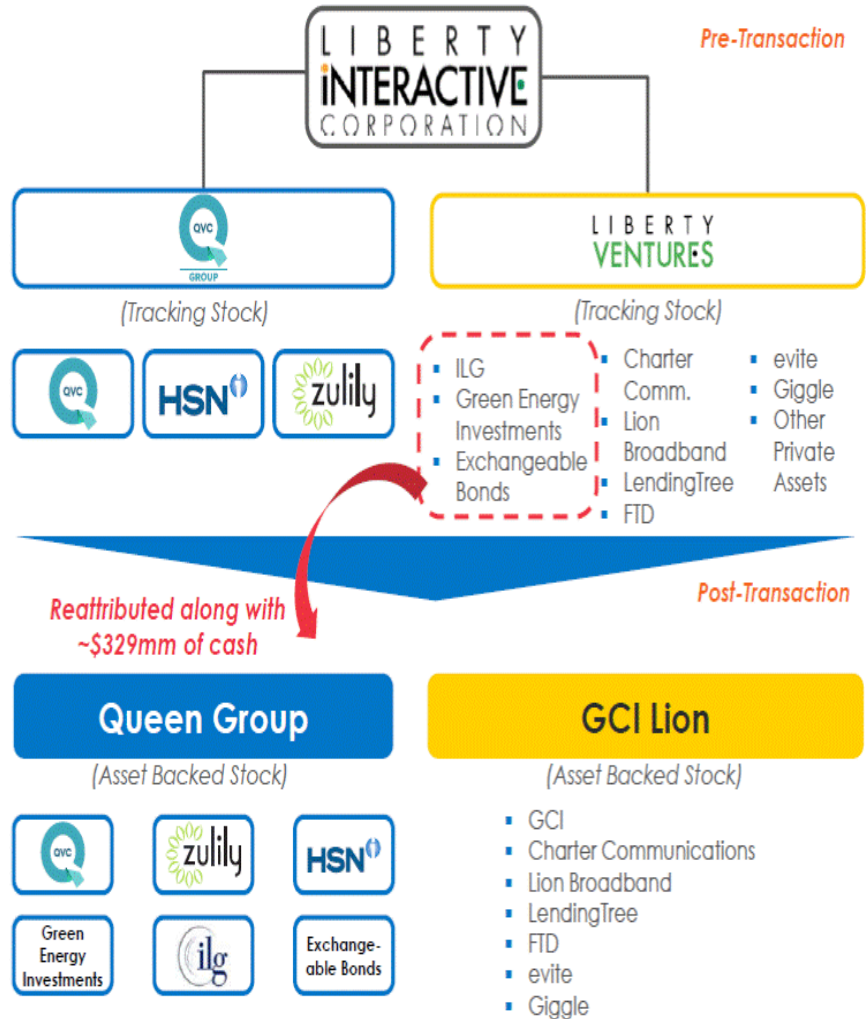 LIBERTY
iNTERACTIVE
CORPORATION
Pre-Transaction
QVC
GROUP
(Tracking Stock)
LIBERTY
VENTURES
(Tracking Stock)
QVC
HSN
zulily
▪ ILG
▪ Green Energy
Investments
▪ Exchangeable
Bonds
▪ Charter
Comm.
▪ Lion
Broadband
▪ LendingTree
▪ FTD
▪ evite
▪ Giggle
▪ Other
Private
Assets
Reattributed along with
~$329mm of cash
Post-Transaction
Queen Group
(Asset Backed Stock)
GCI Lion
(Asset Backed Stock)
QVC
zulily
HSN
Green
Energy
Investments
ilg
Exchange-
able Bonds
▪ GCI
▪ Charter Communications
▪ Lion Broadband
▪ LendingTree
▪ FTD
▪ evite
▪ Giggle